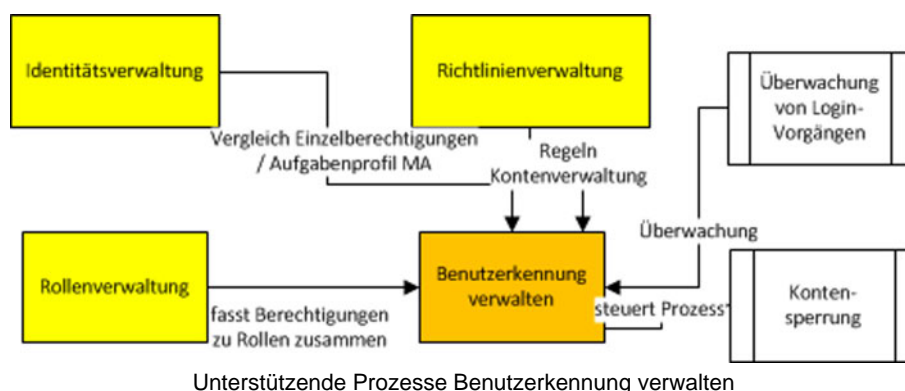 Identitätsverwaltung
Richtlinienverwaltung
Überwachung
von Login-
Vorgängen
Vergleich Einzelberechtigungen
/ Aufgabenprofil MA
Regeln
Kontenverwaltung
Überwachung
Rollenverwaltung
fasst Berechtigungen
zu Rollen zusammen
Benutzerkennung
verwalten
steuert Prozess
Konten-
sperrung
Unterstützende Prozesse Benutzerkennung verwalten